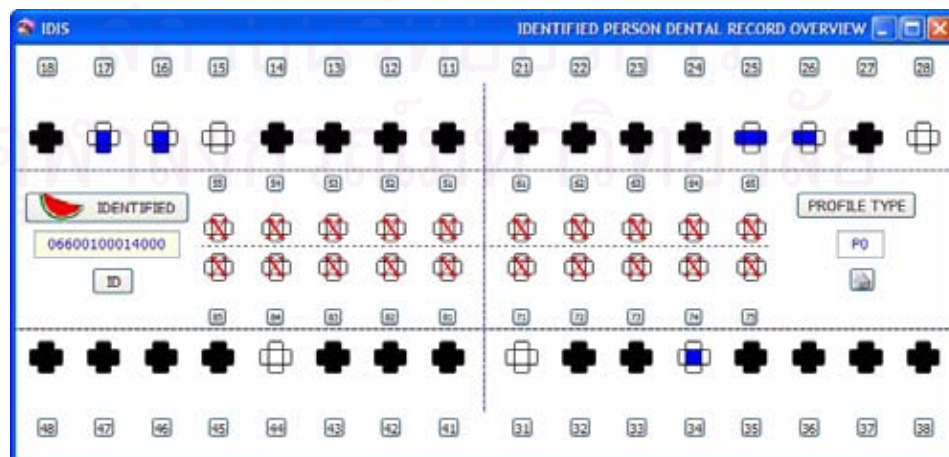 IDIS IDENTIFIED PERSON DENTAL RECORD OVERVIEW
18 17 16 15 14 13 12 11 21 22 23 24 25 26 27 28
55 54 53 52 51 61 62 63 64 65
IDENTIFIED PROFILE TYPE
06600100014000 P0
ID
85 84 83 82 81 71 72 73 74 75
48 47 46 45 44 43 42 41 31 32 33 34 35 36 37 38